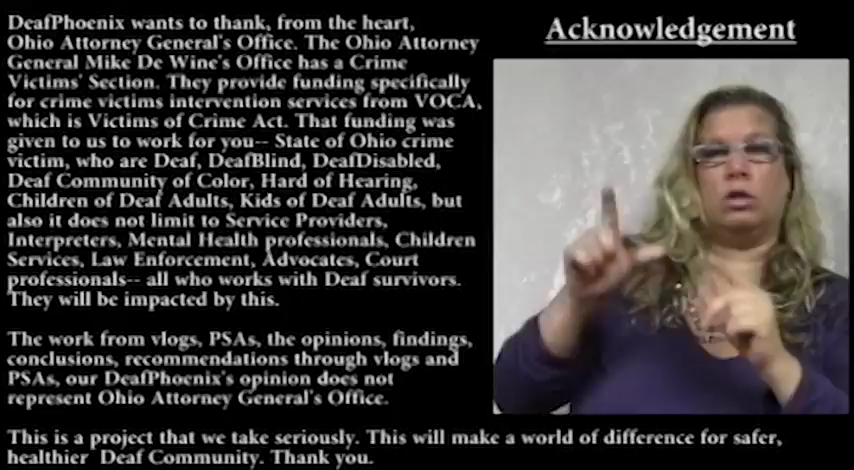 Acknowledgement
DeafPhoenix wants to thank, from the heart,
Ohio Attorney General's Office. The Ohio Attorney
General Mike De Wine's Office has a Crime
Victims' Section. They provide funding specifically
for crime victims intervention services from VOCA,
which is Victims of Crime Act. That funding was
given to us to work for you-- State of Ohio crime
victim, who are Deaf, DeafBlind, DeafDisabled,
Deaf Community of Color, Hard of Hearing,
Children of Deaf Adults, Kids of Deaf Adults, but
also it does not limit to Service Providers,
Interpreters, Mental Health professionals, Children
Services, Law Enforcement, Advocates, Court
professionals-- all who works with Deaf survivors.
They will be impacted by this.
The work from vlogs, PSAs, the opinions, findings,
conclusions, recommendations through vlogs and
PSAs, our DeafPhoenix's opinion does not
represent Ohio Attorney General's Office.
This is a project that we take seriously. This will make a world of difference for safer,
healthier Deaf Community. Thank you.